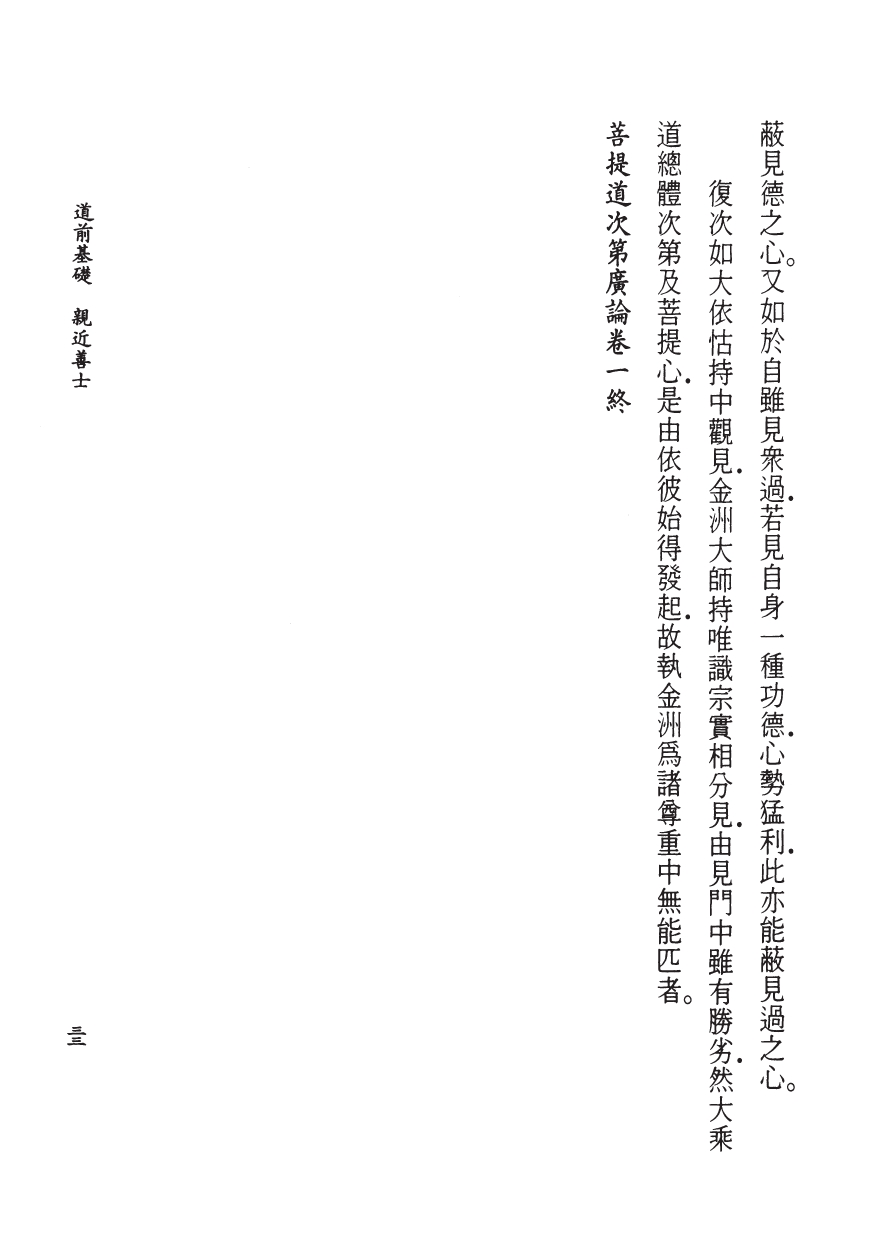 蔽見德之心。又如於自雖見衆過．若見自身一種功德．心勢猛利．此亦能蔽見過之心。
復次如大依怙持中觀見．金洲大師持唯識宗實相分見．由見門中雖有勝劣．然大乘
道總體次第及菩提心．是由依彼始得發起．故執金洲爲諸尊重中無能匹者。
菩提道次第廣論卷一終
道前基礎　親近善士
三三